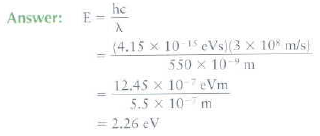 Answer: E = hc / λ
= (4.15 × 10⁻¹⁵ eVs)(3 × 10⁸ m/s) / 550 × 10⁻⁹ m
= 12.45 × 10⁻⁷ eVm / 5.5 × 10⁻⁷ m
= 2.26 eV